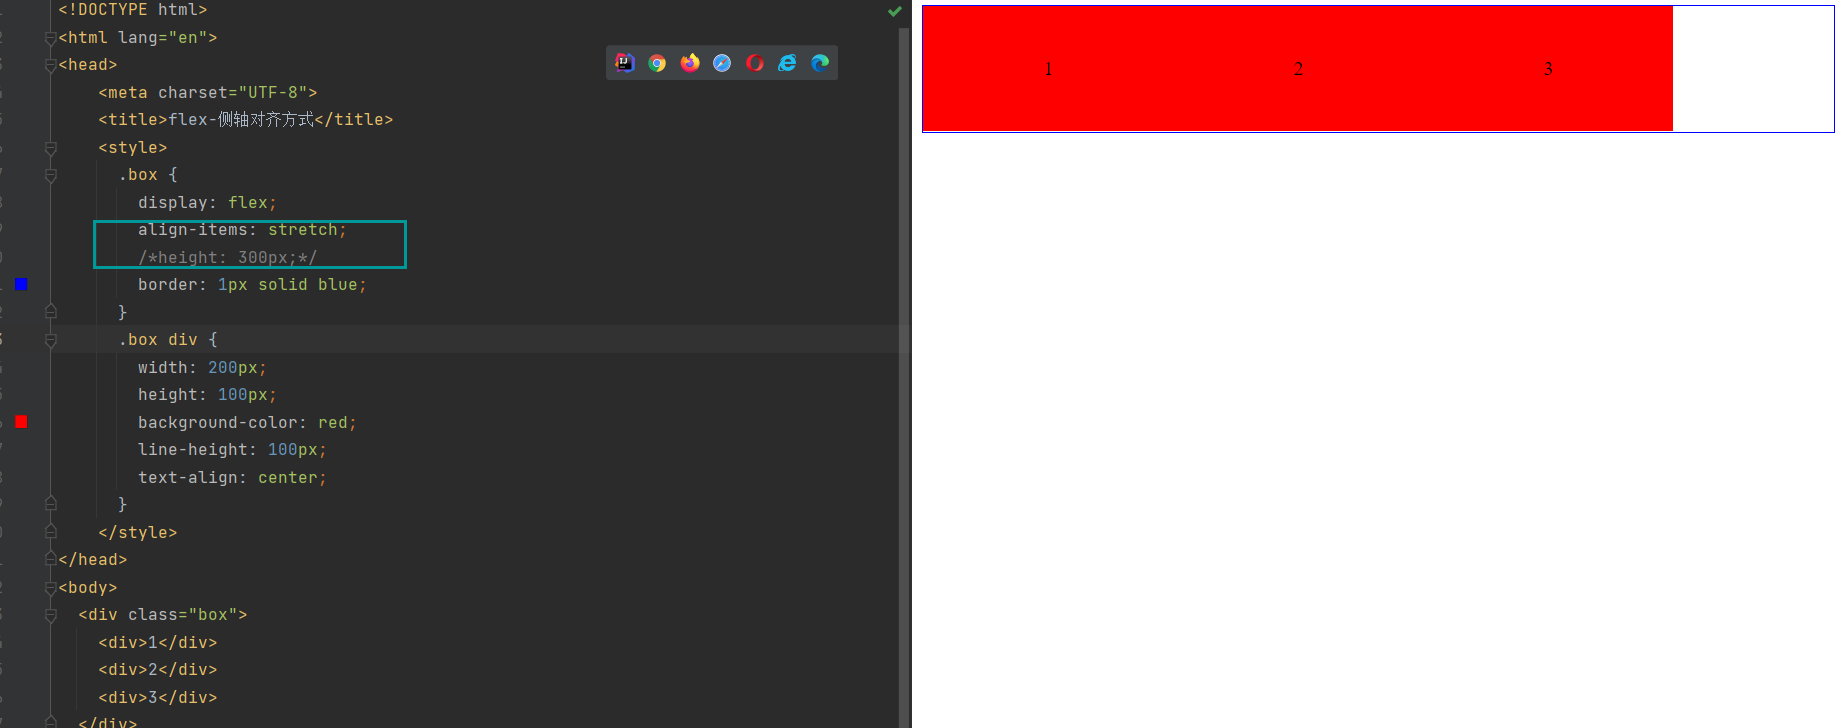 <!DOCTYPE html>
<html lang="en">
<head>
    <meta charset="UTF-8">
    <title>flex-侧轴对齐方式</title>
    <style>
      .box {
        display: flex;
        align-items: stretch;
        /*height: 300px;*/
        border: 1px solid blue;
      }
      .box div {
        width: 200px;
        height: 100px;
        background-color: red;
        line-height: 100px;
        text-align: center;
      }
    </style>
</head>
<body>
  <div class="box">
    <div>1</div>
    <div>2</div>
    <div>3</div>
  </div>
1 2 3